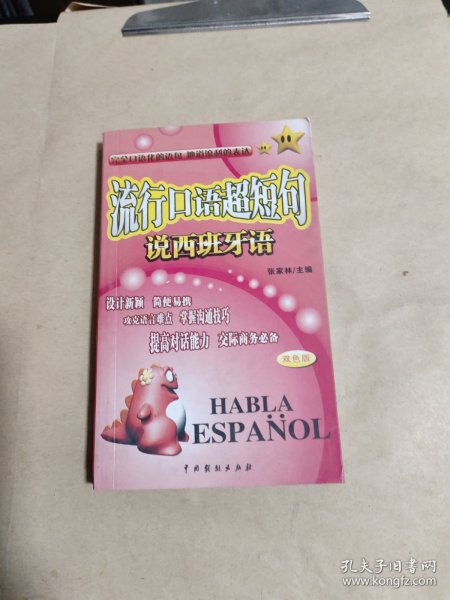 完全口语化的语句 地道流利的表达
流行口语超短句
说西班牙语
张家林/主编
设计新颖 简便易携
攻克语言难点 掌握沟通技巧
提高对话能力 交际商务必备
双色版
HABLA
ESPAÑOL
中国戏剧出版社
孔夫子旧书网
www.kongfz.com